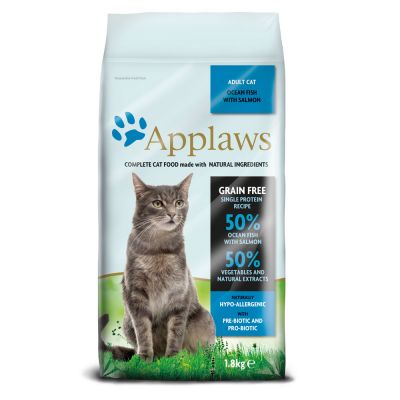 ADULT CAT
OCEAN FISH
WITH SALMON
Applaws
COMPLETE CAT FOOD made with NATURAL INGREDIENTS
GRAIN FREE
SINGLE PROTEIN
RECIPE
50%
OCEAN FISH
WITH SALMON
50%
VEGETABLES AND
NATURAL EXTRACTS
NATURALLY
HYPO-ALLERGENIC
WITH
PRE-BIOTIC AND
PRO-BIOTIC
1.8kg e